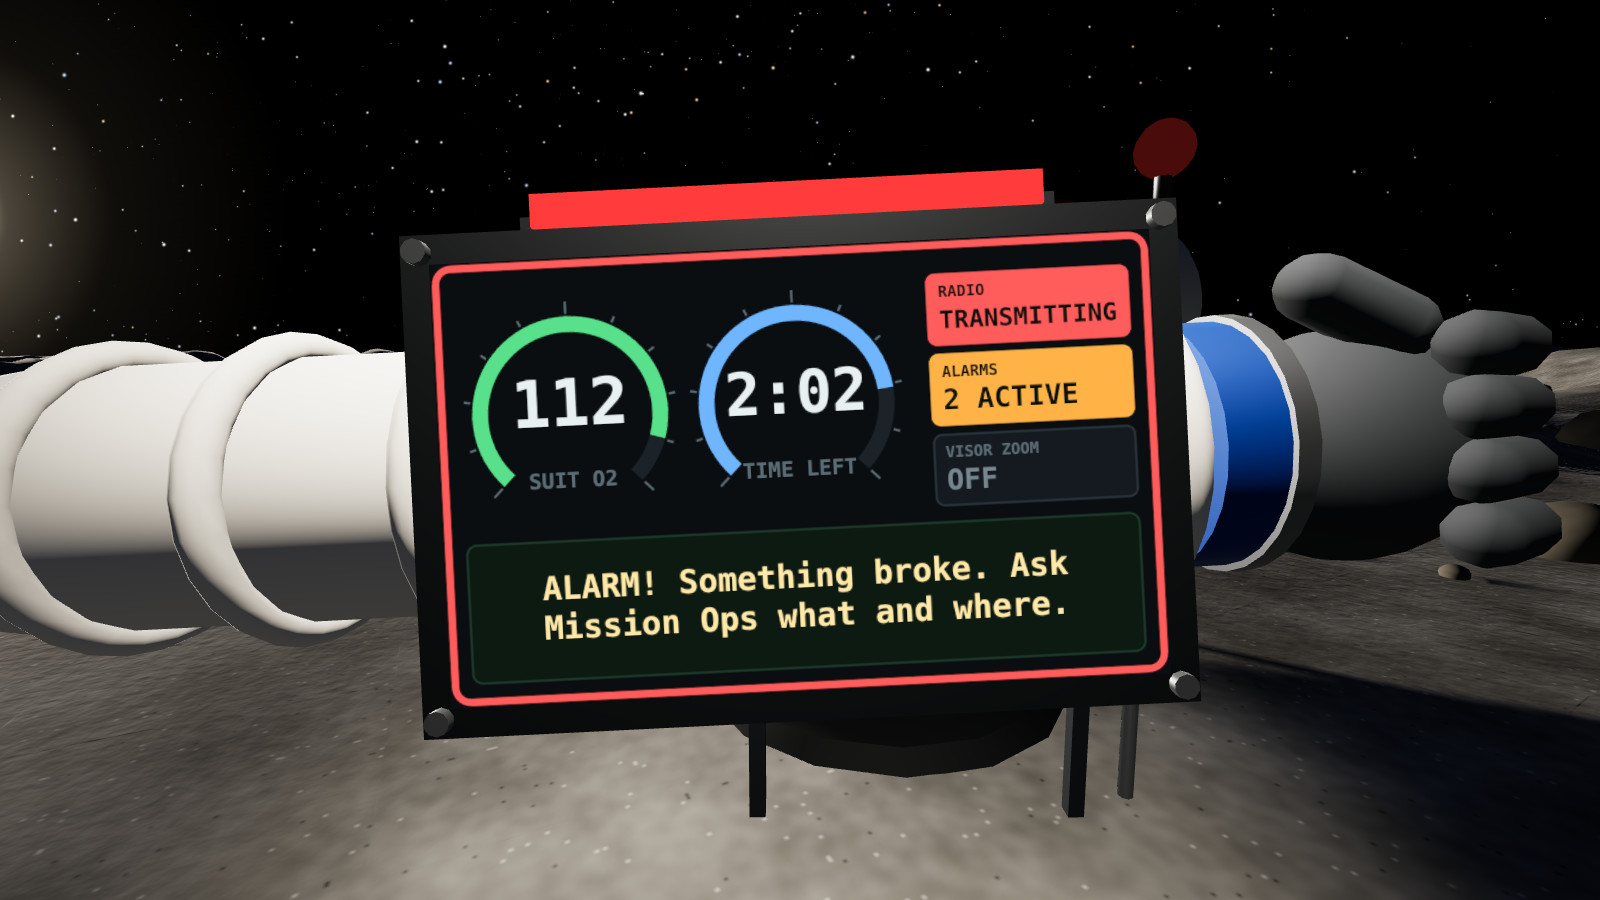 112
SUIT O2
2:02
TIME LEFT
RADIO
TRANSMITTING
ALARMS
2 ACTIVE
VISOR ZOOM
OFF
ALARM! Something broke. Ask
Mission Ops what and where.